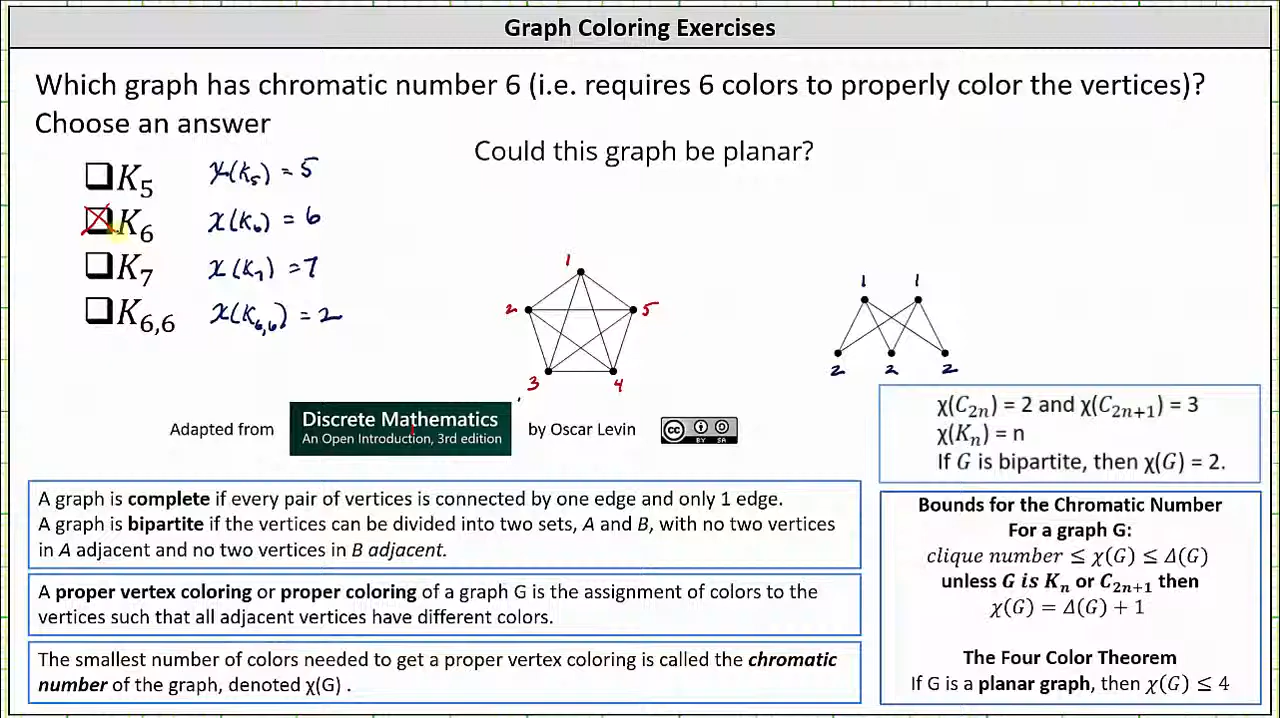 Graph Coloring Exercises
Which graph has chromatic number 6 (i.e. requires 6 colors to properly color the vertices)?
Choose an answer
Could this graph be planar?
❑K₅ χ(K₅) = 5
❑K₆ χ(K₆) = 6
❑K₇ χ(K₇) = 7
❑K₆,₆ χ(K₆,₆) = 2
1
2 5
3 4
1 1
2 2 2
Adapted from
Discrete Mathematics
An Open Introduction, 3rd edition
by Oscar Levin
cc
BY SA
χ(C₂ₙ) = 2 and χ(C₂ₙ₊₁) = 3
χ(Kₙ) = n
If G is bipartite, then χ(G) = 2.
A graph is complete if every pair of vertices is connected by one edge and only 1 edge.
A graph is bipartite if the vertices can be divided into two sets, A and B, with no two vertices
in A adjacent and no two vertices in B adjacent.
A proper vertex coloring or proper coloring of a graph G is the assignment of colors to the
vertices such that all adjacent vertices have different colors.
The smallest number of colors needed to get a proper vertex coloring is called the chromatic
number of the graph, denoted χ(G) .
Bounds for the Chromatic Number
For a graph G:
clique number ≤ χ(G) ≤ Δ(G)
unless G is Kₙ or C₂ₙ₊₁ then
χ(G) = Δ(G) + 1
The Four Color Theorem
If G is a planar graph, then χ(G) ≤ 4